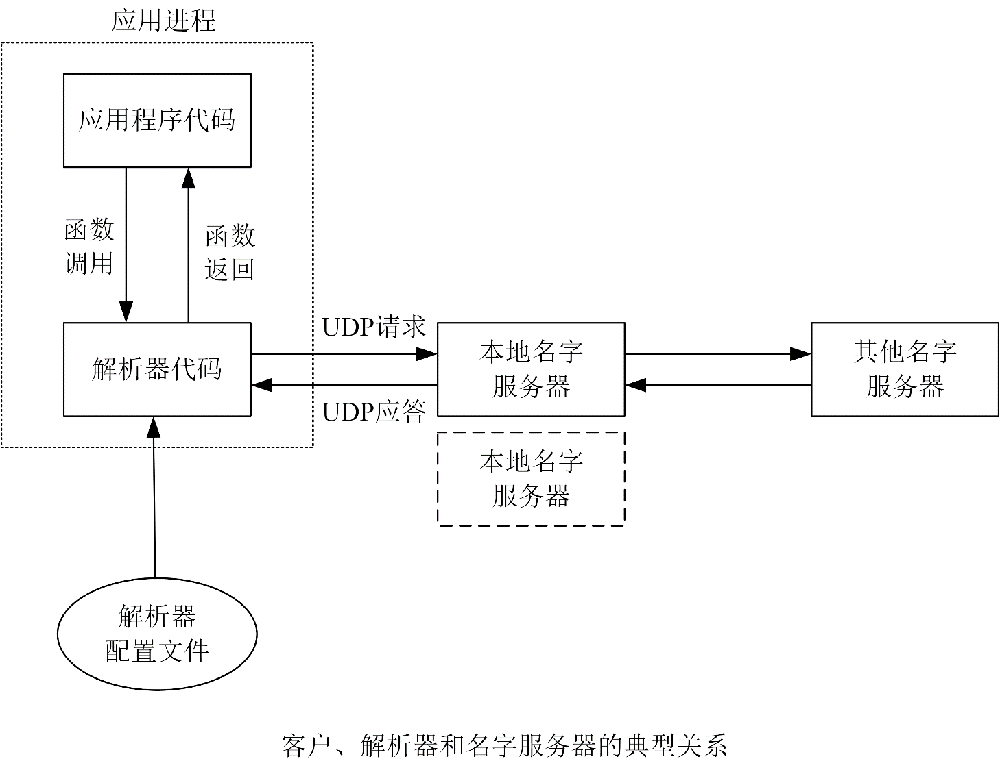 应用进程
应用程序代码
函数
调用
函数
返回
UDP请求
解析器代码
本地名字
服务器
其他名字
服务器
UDP应答
本地名字
服务器
解析器
配置文件
客户、解析器和名字服务器的典型关系